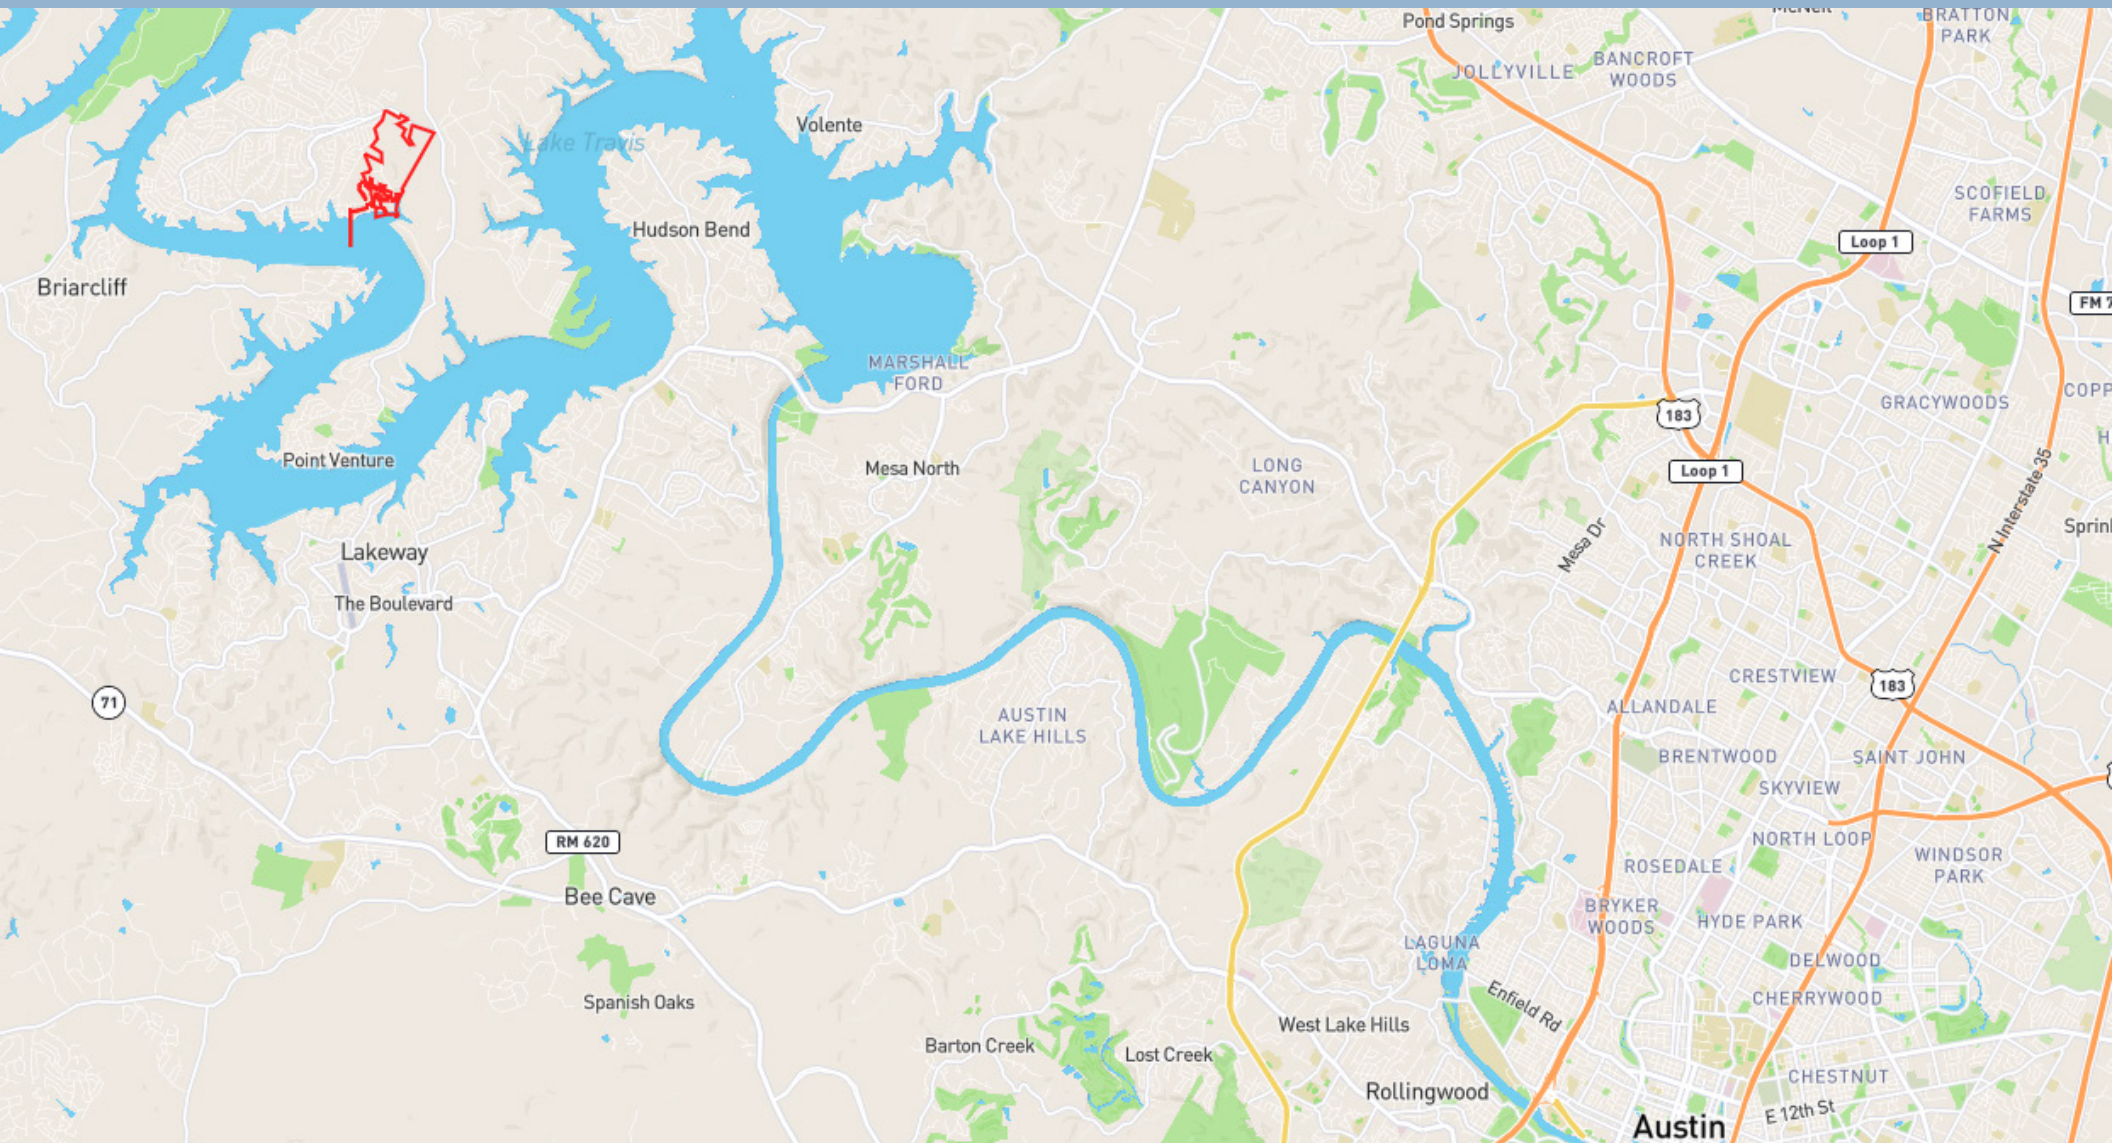 Pond Springs
McNeil
BRATTON
PARK
JOLLYVILLE
BANCROFT
WOODS
Lake Travis
Volente
SCOFIELD
FARMS
Hudson Bend
Loop 1
Briarcliff
FM 7
MARSHALL
FORD
COPP
GRACYWOODS
183
Point Venture
Mesa North
LONG
CANYON
Loop 1
N Interstate 35
H
Sprinl
Mesa Dr
NORTH SHOAL
CREEK
Lakeway
The Boulevard
71
CRESTVIEW
183
ALLANDALE
AUSTIN
LAKE HILLS
BRENTWOOD
SAINT JOHN
SKYVIEW
RM 620
NORTH LOOP
WINDSOR
PARK
ROSEDALE
Bee Cave
BRYKER
WOODS
HYDE PARK
LAGUNA
LOMA
DELWOOD
CHERRYWOOD
Enfield Rd
Spanish Oaks
West Lake Hills
Barton Creek
Lost Creek
CHESTNUT
Rollingwood
E 12th St
Austin